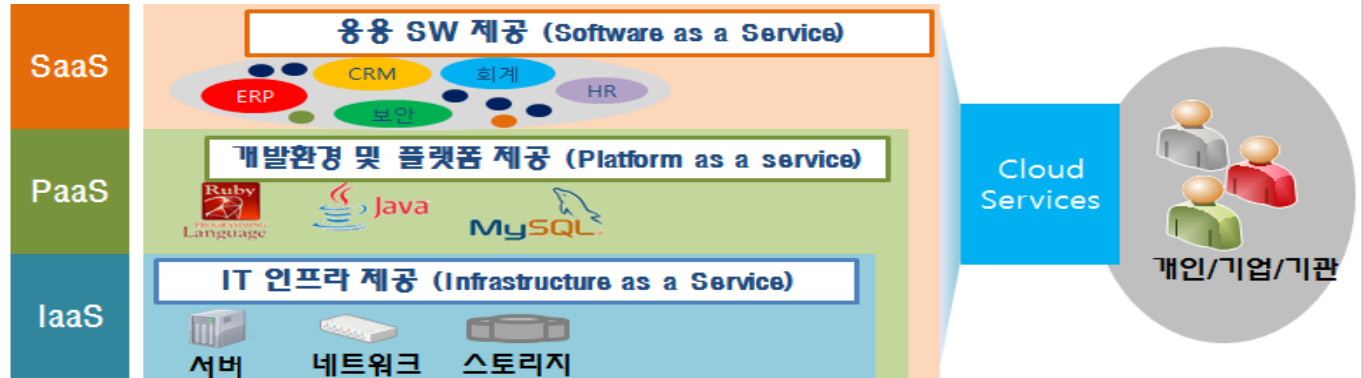 SaaS
응용 SW 제공 (Software as a Service)
CRM
회계
ERP
HR
보안
PaaS
개발환경 및 플랫폼 제공 (Platform as a service)
Ruby
PROGRAMMING
Language
Java
MySQL
IaaS
IT 인프라 제공 (Infrastructure as a Service)
서버
네트워크
스토리지
Cloud
Services
개인/기업/기관